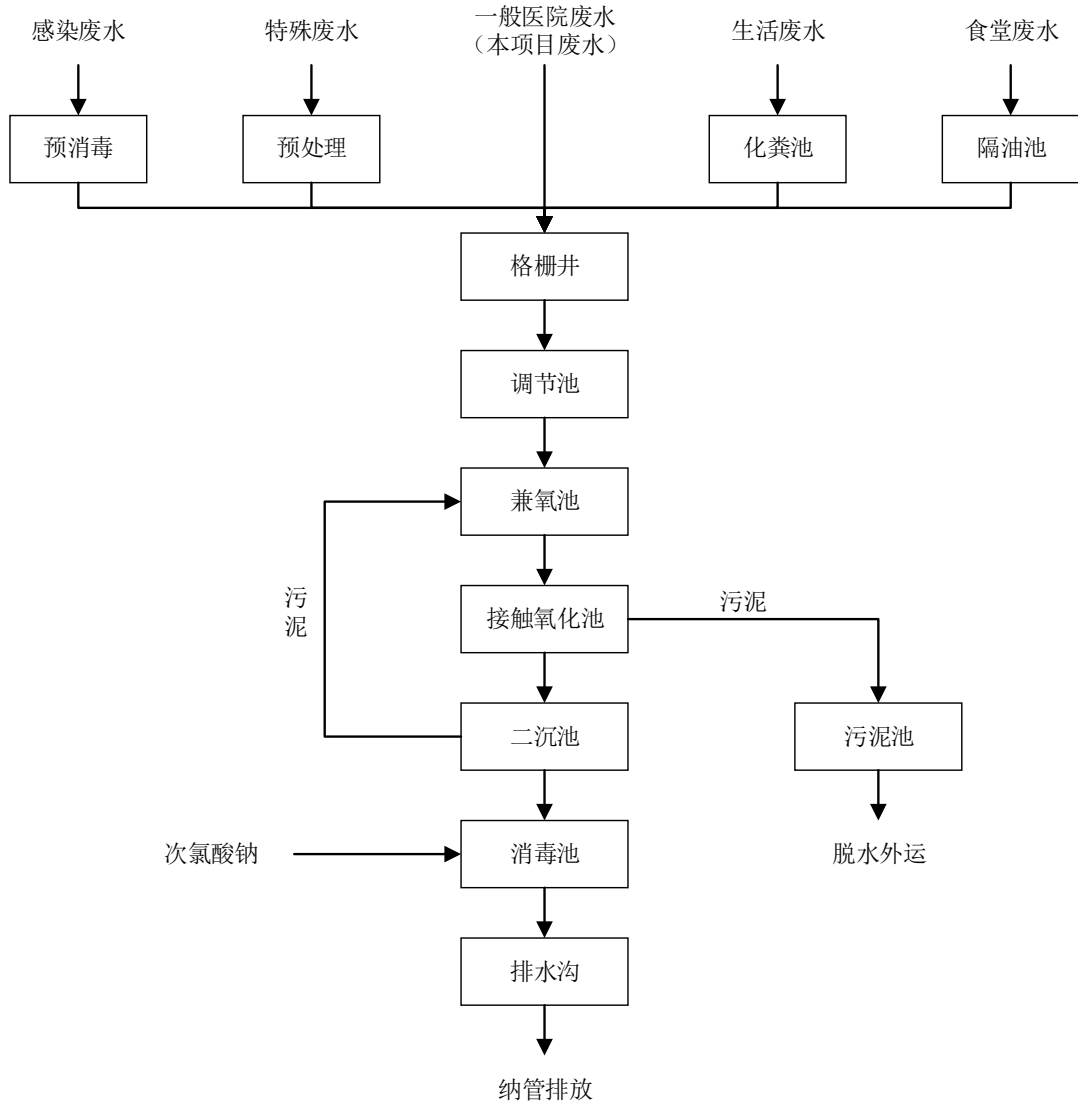 感染废水
特殊废水
一般医院废水
（本项目废水）
生活废水
食堂废水
预消毒
预处理
化粪池
隔油池
格栅井
调节池
兼氧池
污泥
接触氧化池
污泥
二沉池
污泥池
次氯酸钠
消毒池
脱水外运
排水沟
纳管排放